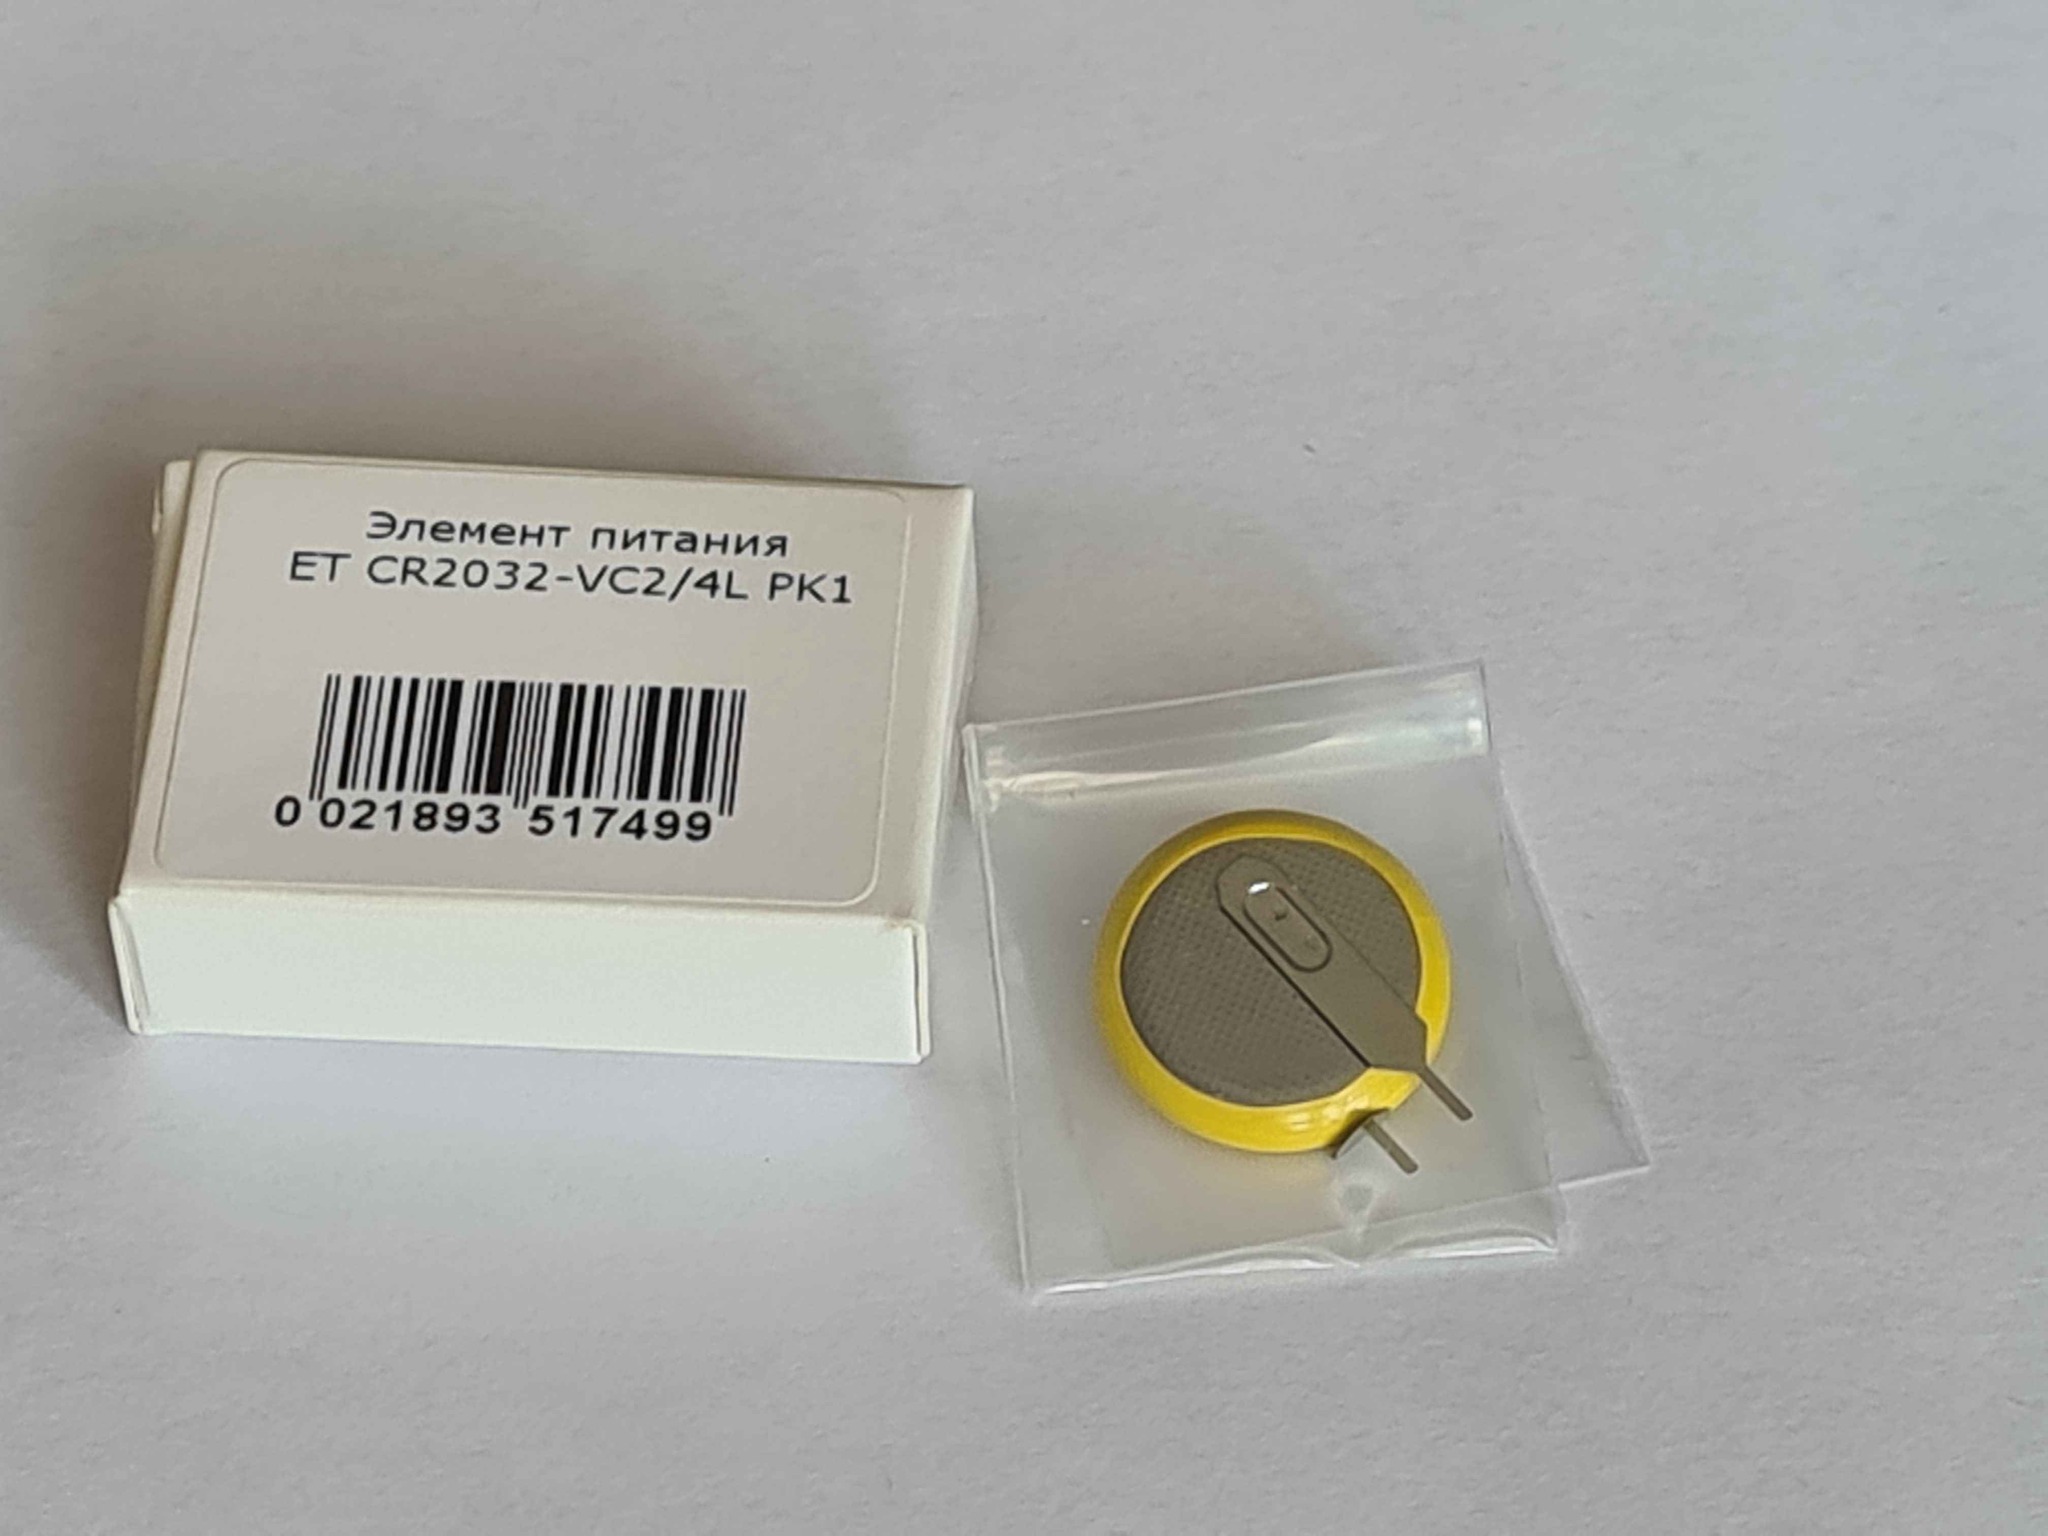 Элемент питания
ET CR2032-VC2/4L PK1
0 021893 517499